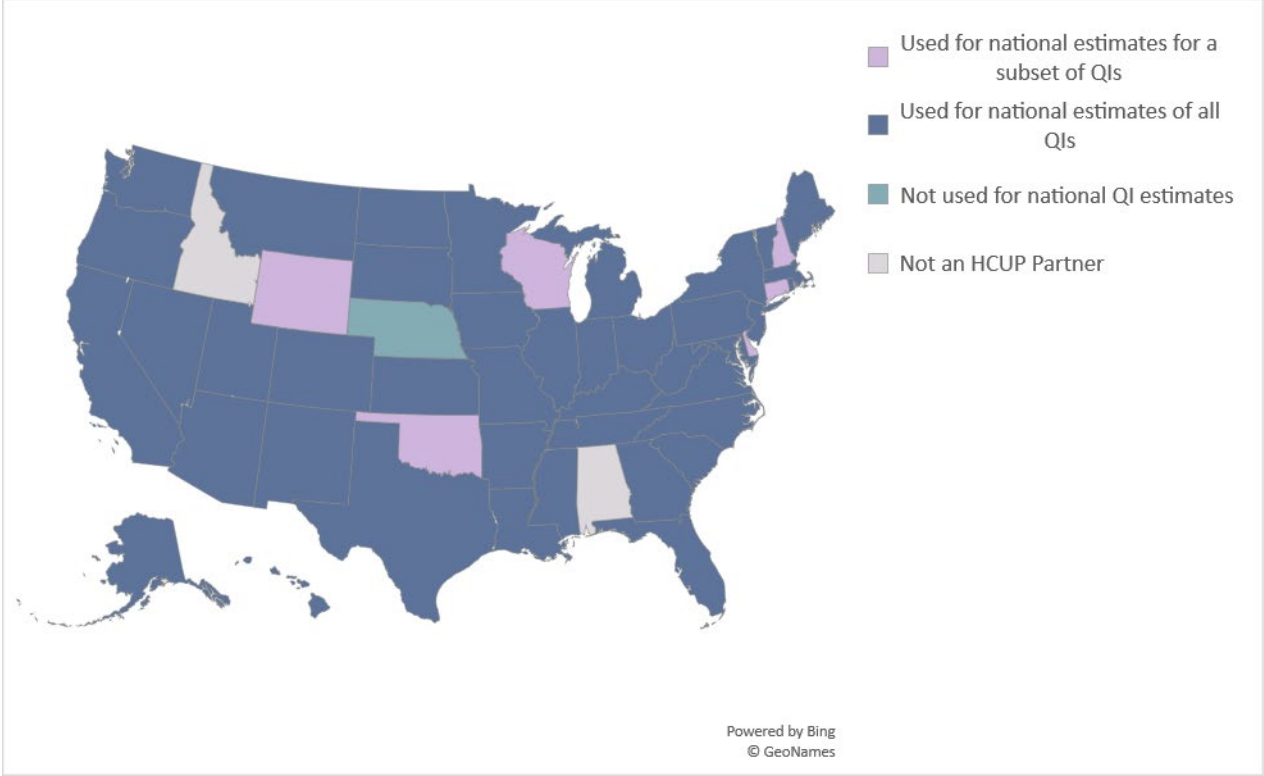 Used for national estimates for a
subset of QIs
Used for national estimates of all
QIs
Not used for national QI estimates
Not an HCUP Partner
Powered by Bing
© GeoNames